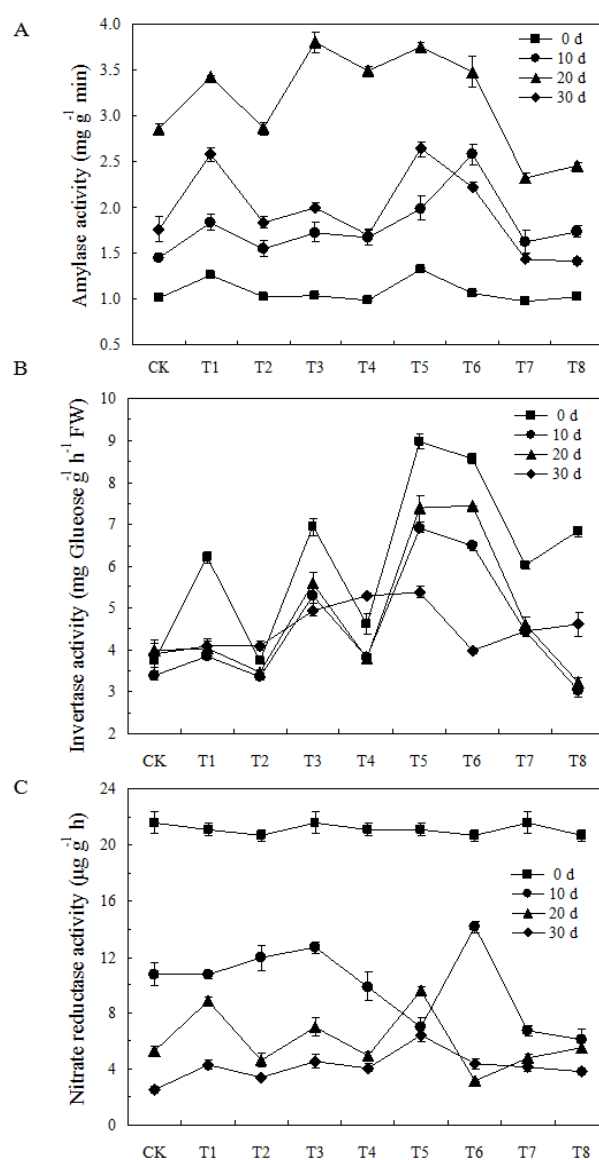 A
Amylase activity (mg g⁻¹ min)
4.0
3.5
3.0
2.5
2.0
1.5
1.0
0.5
0 d
10 d
20 d
30 d
CK T1 T2 T3 T4 T5 T6 T7 T8
B
Invertase activity (mg Glueose g⁻¹ h⁻¹ FW)
10
9
8
7
6
5
4
3
2
0 d
10 d
20 d
30 d
CK T1 T2 T3 T4 T5 T6 T7 T8
C
Nitrate reductase activity (µg g⁻¹ h)
24
20
16
12
8
4
0
0 d
10 d
20 d
30 d
CK T1 T2 T3 T4 T5 T6 T7 T8